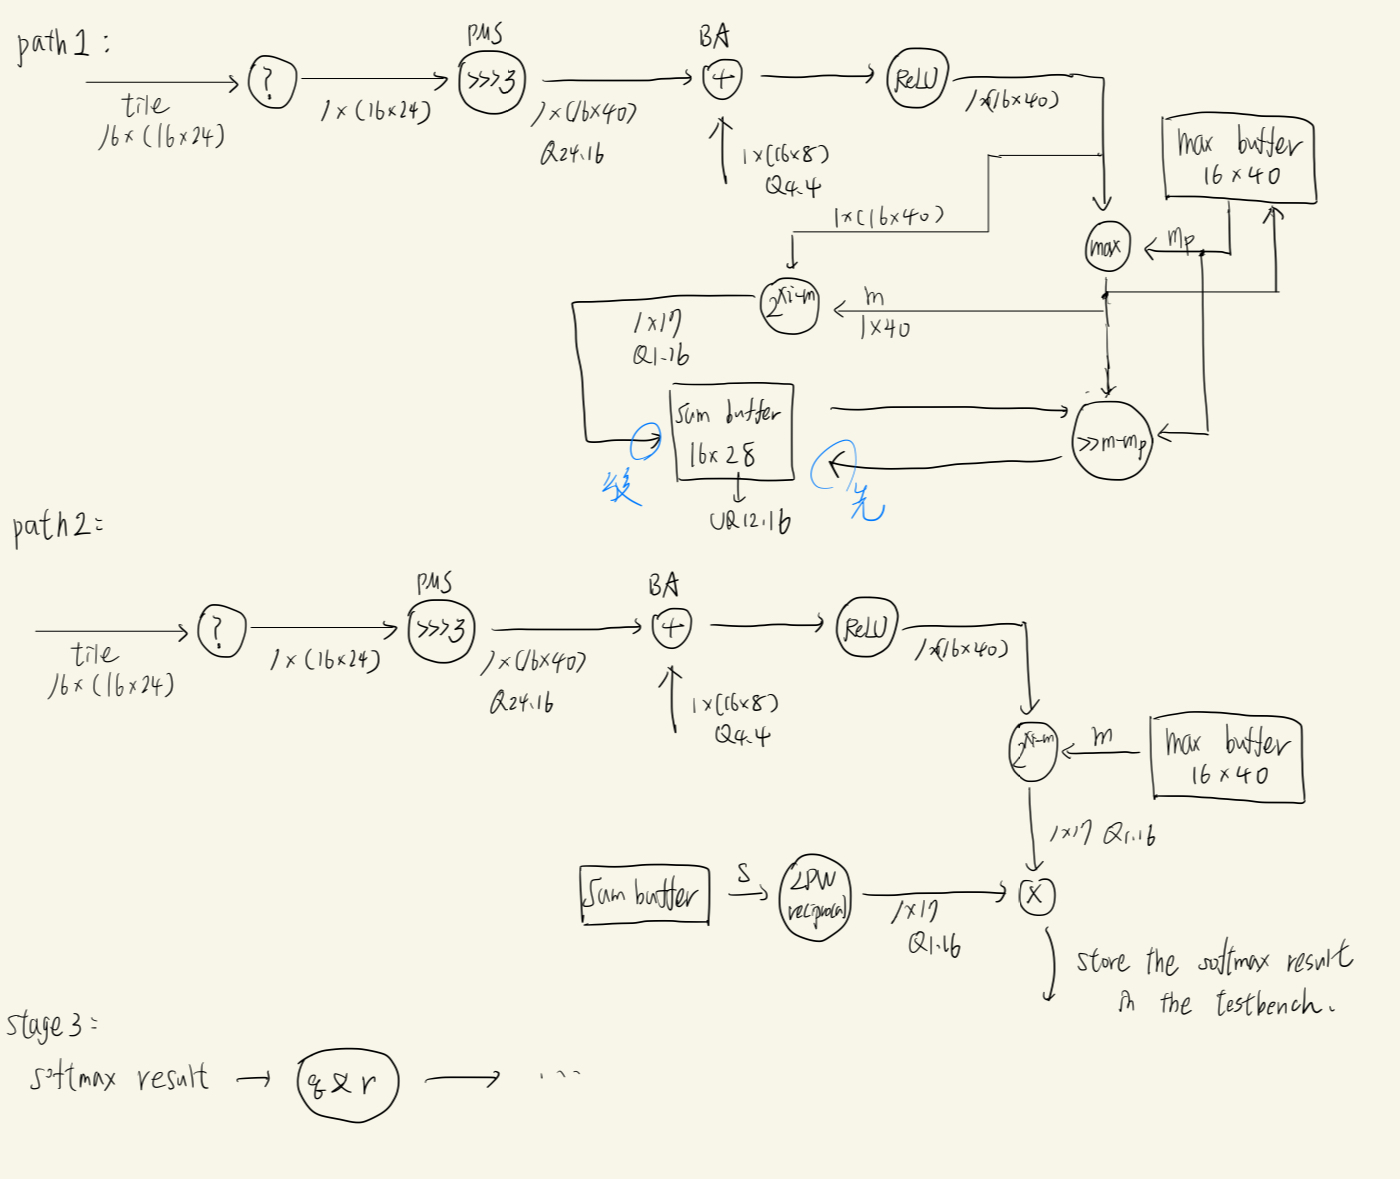 path1:
PMS
BA
?
>>>3
+
ReLU
tile
16×(16×24)
1×(16×24)
1×(16×40)
Q24.16
1×(16×8)
Q4.4
1×(16×40)
max buffer
16×40
1×(16×40)
max
mp
2^xi-m
m
1×40
1×17
Q1.16
sum buffer
16×28
>>m-mp
後
先
UQ12.16
path2:
PMS
BA
?
>>>3
+
ReLU
tile
16×(16×24)
1×(16×24)
1×(16×40)
Q24.16
1×(16×8)
Q4.4
1×(16×40)
2^xi-m
m
max buffer
16×40
1×17 Q1.16
Sum buffer
S
LPW
reciprocal
1×17
Q1.16
X
store the softmax result
in the testbench.
stage3:
softmax result
q&r
...